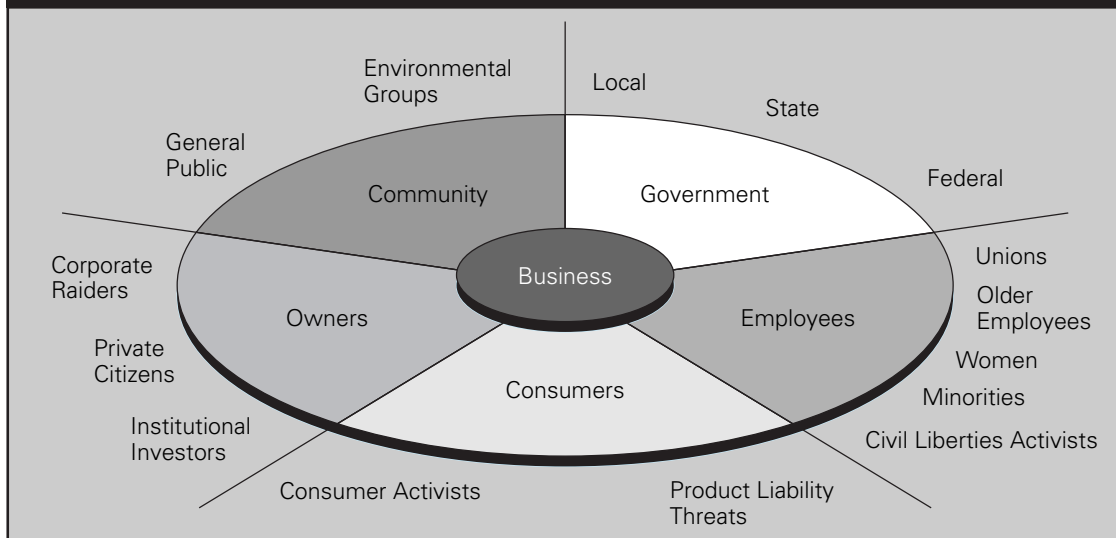 Environmental
Groups
Local
State
General
Public
Federal
Community
Government
Corporate
Raiders
Unions
Business
Older
Employees
Owners
Employees
Private
Citizens
Women
Consumers
Minorities
Institutional
Investors
Civil Liberties Activists
Consumer Activists
Product Liability
Threats